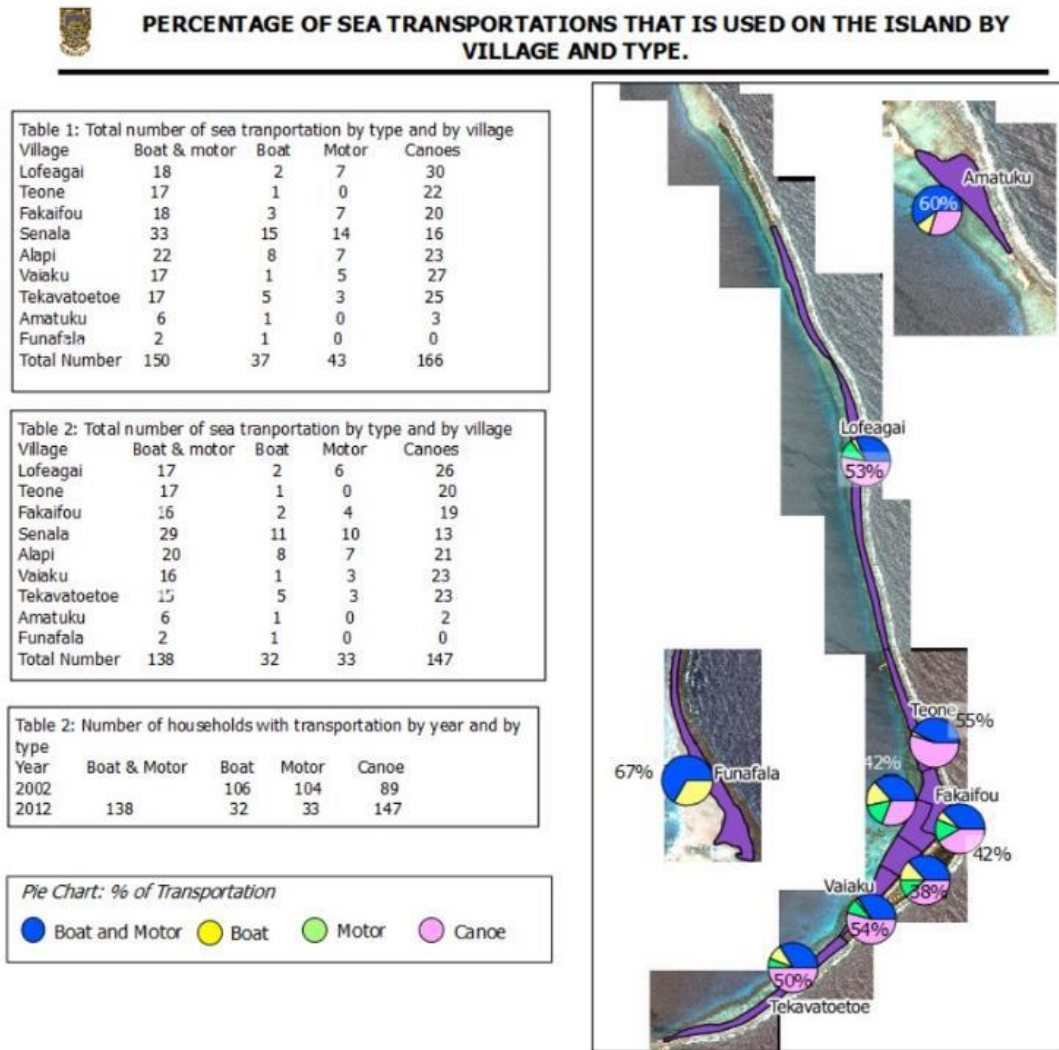 PERCENTAGE OF SEA TRANSPORTATIONS THAT IS USED ON THE ISLAND BY
VILLAGE AND TYPE.
Table 1: Total number of sea tranportation by type and by village
Village Boat & motor Boat Motor Canoes
Lofeagai 18 2 7 30
Teone 17 1 0 22
Fakaifou 18 3 7 20
Senala 33 15 14 16
Alapi 22 8 7 23
Vaiaku 17 1 5 27
Tekavatoetoe 17 5 3 25
Amatuku 6 1 0 3
Funafala 2 1 0 0
Total Number 150 37 43 166
Table 2: Total number of sea tranportation by type and by village
Village Boat & motor Boat Motor Canoes
Lofeagai 17 2 6 26
Teone 17 1 0 20
Fakaifou 16 2 4 19
Senala 29 11 10 13
Alapi 20 8 7 21
Vaiaku 16 1 3 23
Tekavatoetoe 15 5 3 23
Amatuku 6 1 0 2
Funafala 2 1 0 0
Total Number 138 32 33 147
Table 2: Number of households with transportation by year and by
type
Year Boat & Motor Boat Motor Canoe
2002 106 104 89
2012 138 32 33 147
Pie Chart: % of Transportation
Boat and Motor Boat Motor Canoe
Amatuku
60%
Lofeagai
53%
Teone
55%
42%
67%
Funafala
Fakaifou
42%
38%
Vaiaku
54%
50%
Tekavatoetoe